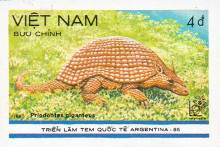 VIỆT NAM
4đ
BƯU CHÍNH
Priodontes giganteus
TRIỂN LÃM TEM QUỐC TẾ ARGENTINA - 85